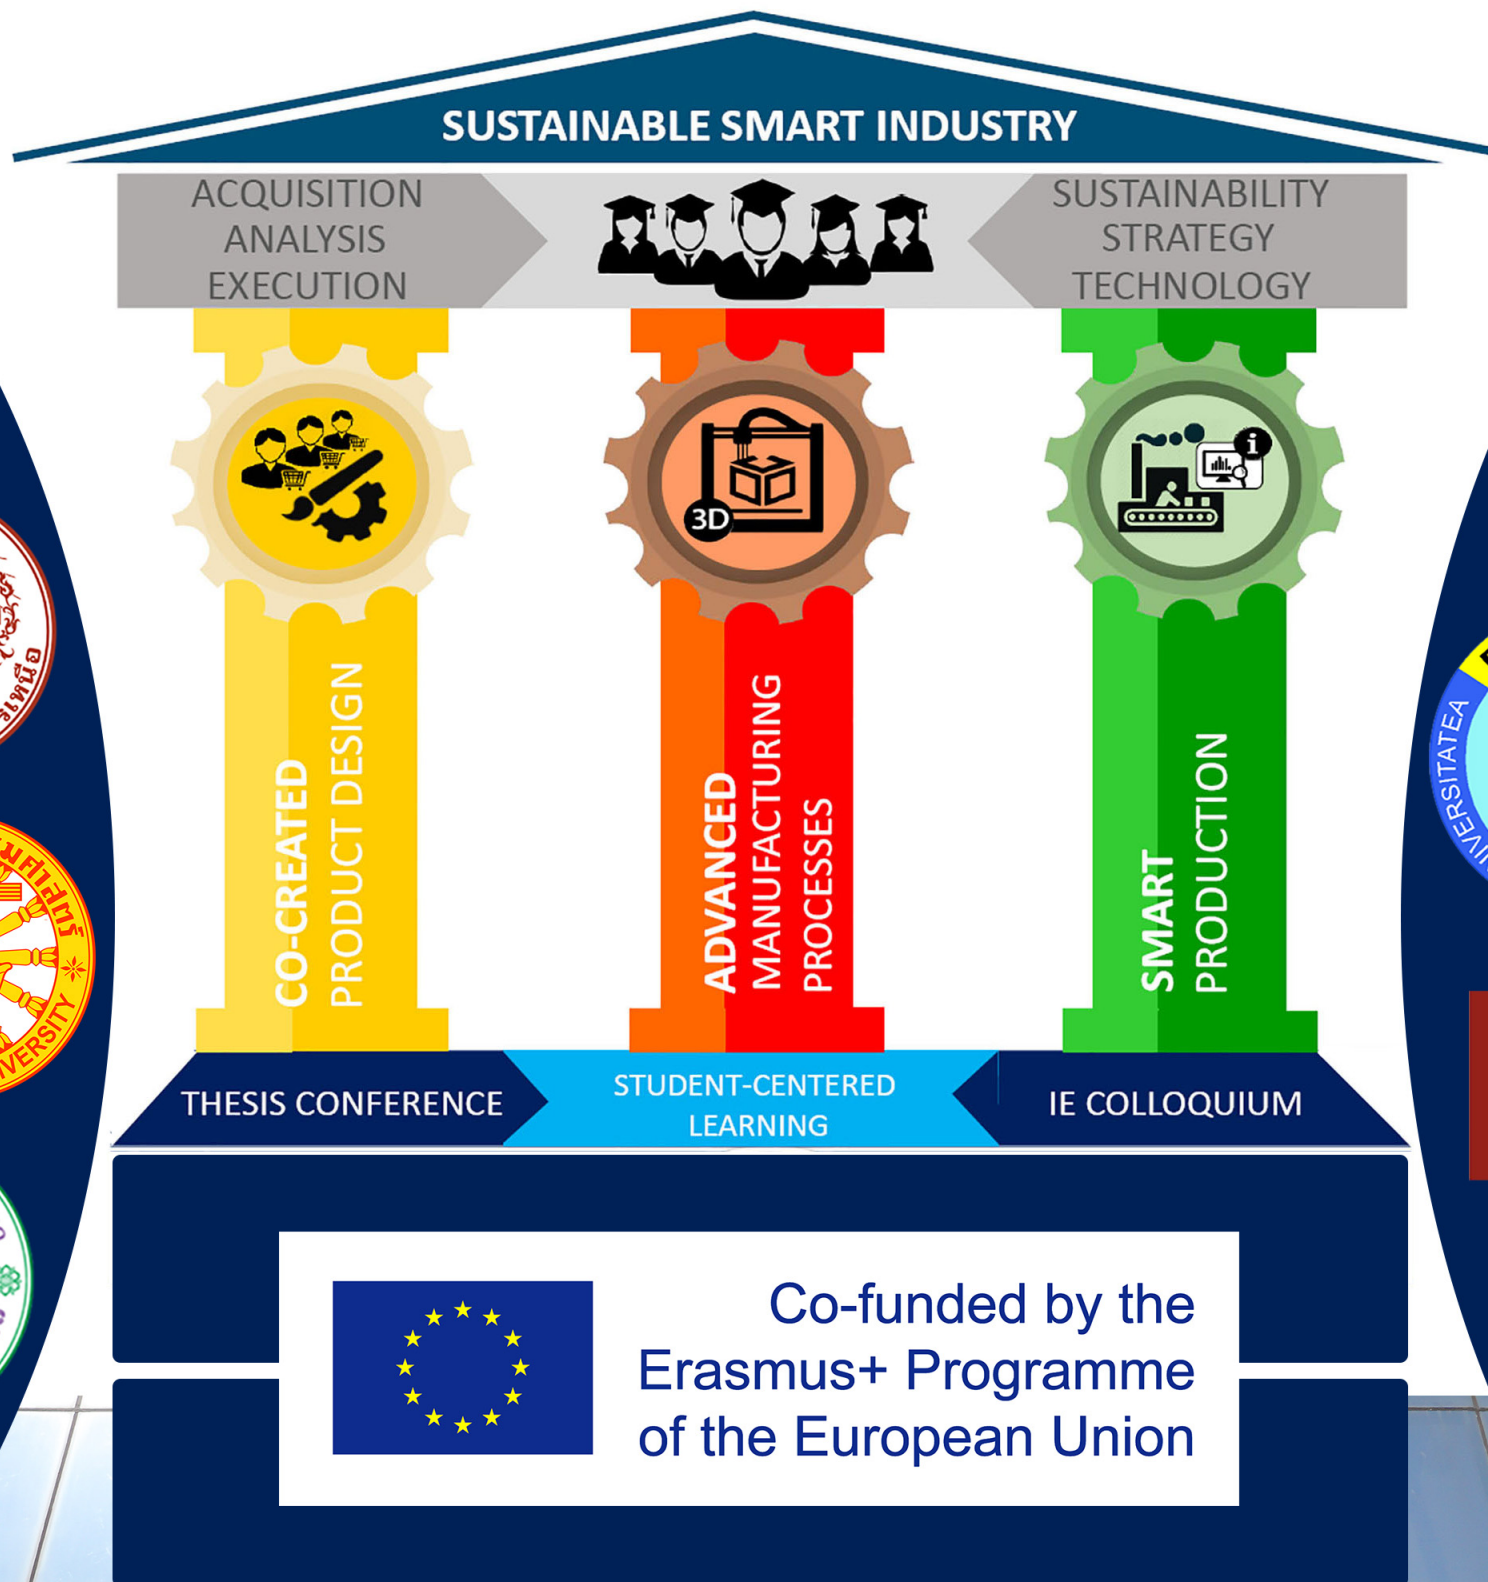 SUSTAINABLE SMART INDUSTRY
ACQUISITION
ANALYSIS
EXECUTION
SUSTAINABILITY
STRATEGY
TECHNOLOGY
3D
i
CO-CREATED
PRODUCT DESIGN
ADVANCED
MANUFACTURING
PROCESSES
SMART
PRODUCTION
THESIS CONFERENCE
STUDENT-CENTERED
LEARNING
IE COLLOQUIUM
Co-funded by the
Erasmus+ Programme
of the European Union